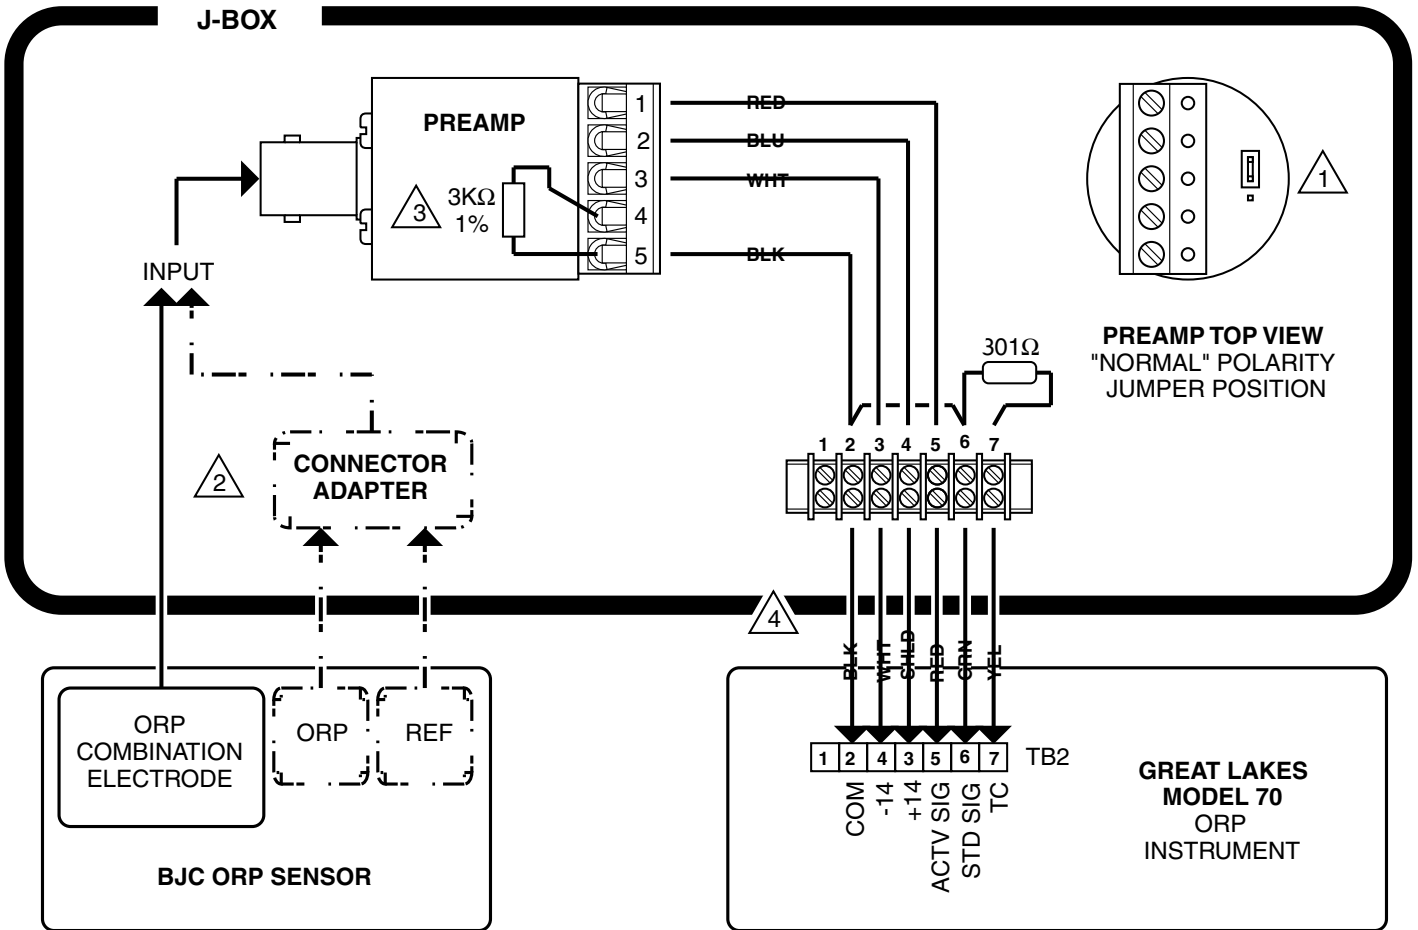 J-BOX
PREAMP
3
3KΩ
1%
1
2
3
4
5
RED
BLU
WHT
BLK
1
PREAMP TOP VIEW
"NORMAL" POLARITY
JUMPER POSITION
INPUT
301Ω
2
CONNECTOR
ADAPTER
1 2 3 4 5 6 7
4
BLK WHT SHLD RED GRN YEL
ORP
COMBINATION
ELECTRODE
ORP
REF
BJC ORP SENSOR
1 2 4 3 5 6 7
TB2
COM
-14
+14
ACTV SIG
STD SIG
TC
GREAT LAKES
MODEL 70
ORP
INSTRUMENT